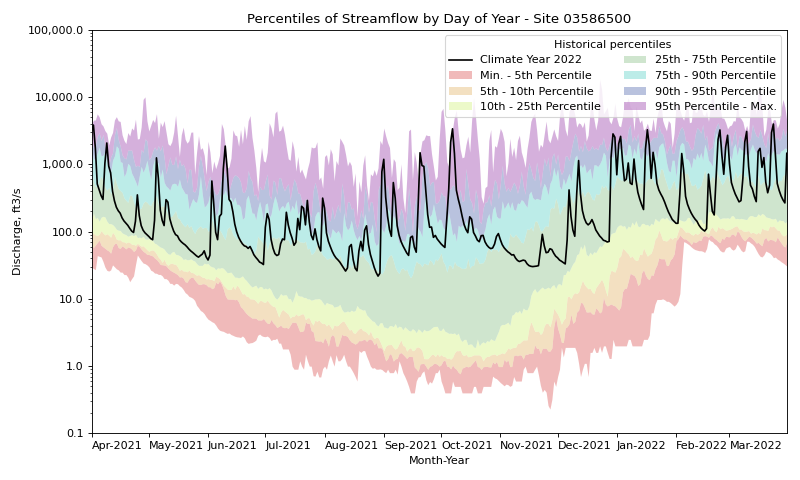 Percentiles of Streamflow by Day of Year - Site 03586500
Historical percentiles
Climate Year 2022
Min. - 5th Percentile
5th - 10th Percentile
10th - 25th Percentile
25th - 75th Percentile
75th - 90th Percentile
90th - 95th Percentile
95th Percentile - Max.
Discharge, ft3/s
100,000.0
10,000.0
1,000.0
100.0
10.0
1.0
0.1
Apr-2021 May-2021 Jun-2021 Jul-2021 Aug-2021 Sep-2021 Oct-2021 Nov-2021 Dec-2021 Jan-2022 Feb-2022 Mar-2022
Month-Year